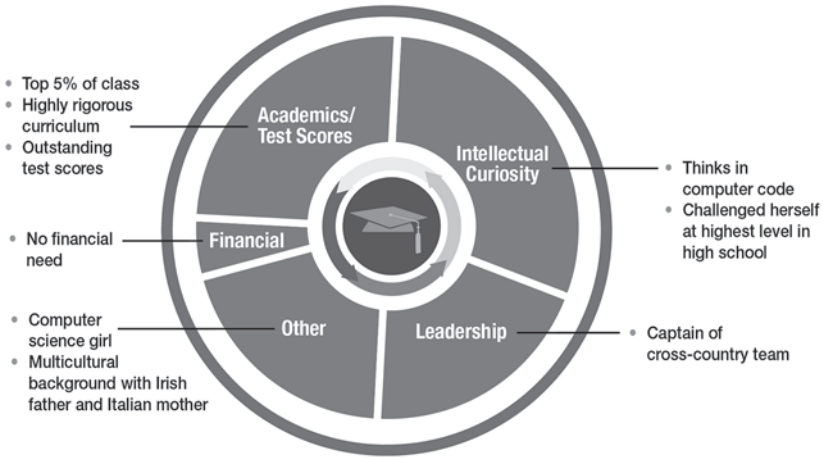 • Top 5% of class
• Highly rigorous
curriculum
• Outstanding
test scores
Academics/
Test Scores
Intellectual
Curiosity
• Thinks in
computer code
• Challenged herself
at highest level in
high school
• No financial
need
Financial
• Computer
science girl
• Multicultural
background with Irish
father and Italian mother
Other
Leadership
• Captain of
cross-country team